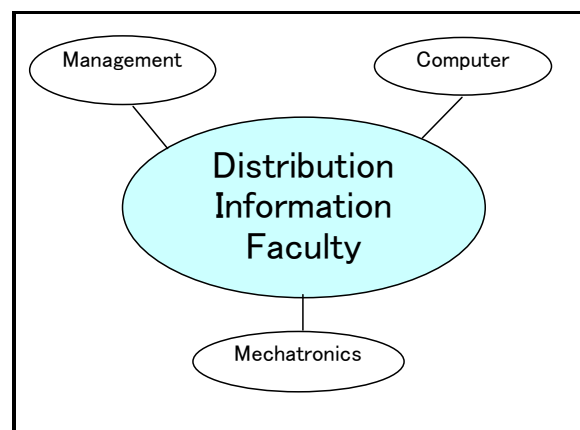 Management
Computer
Distribution
Information
Faculty
Mechatronics